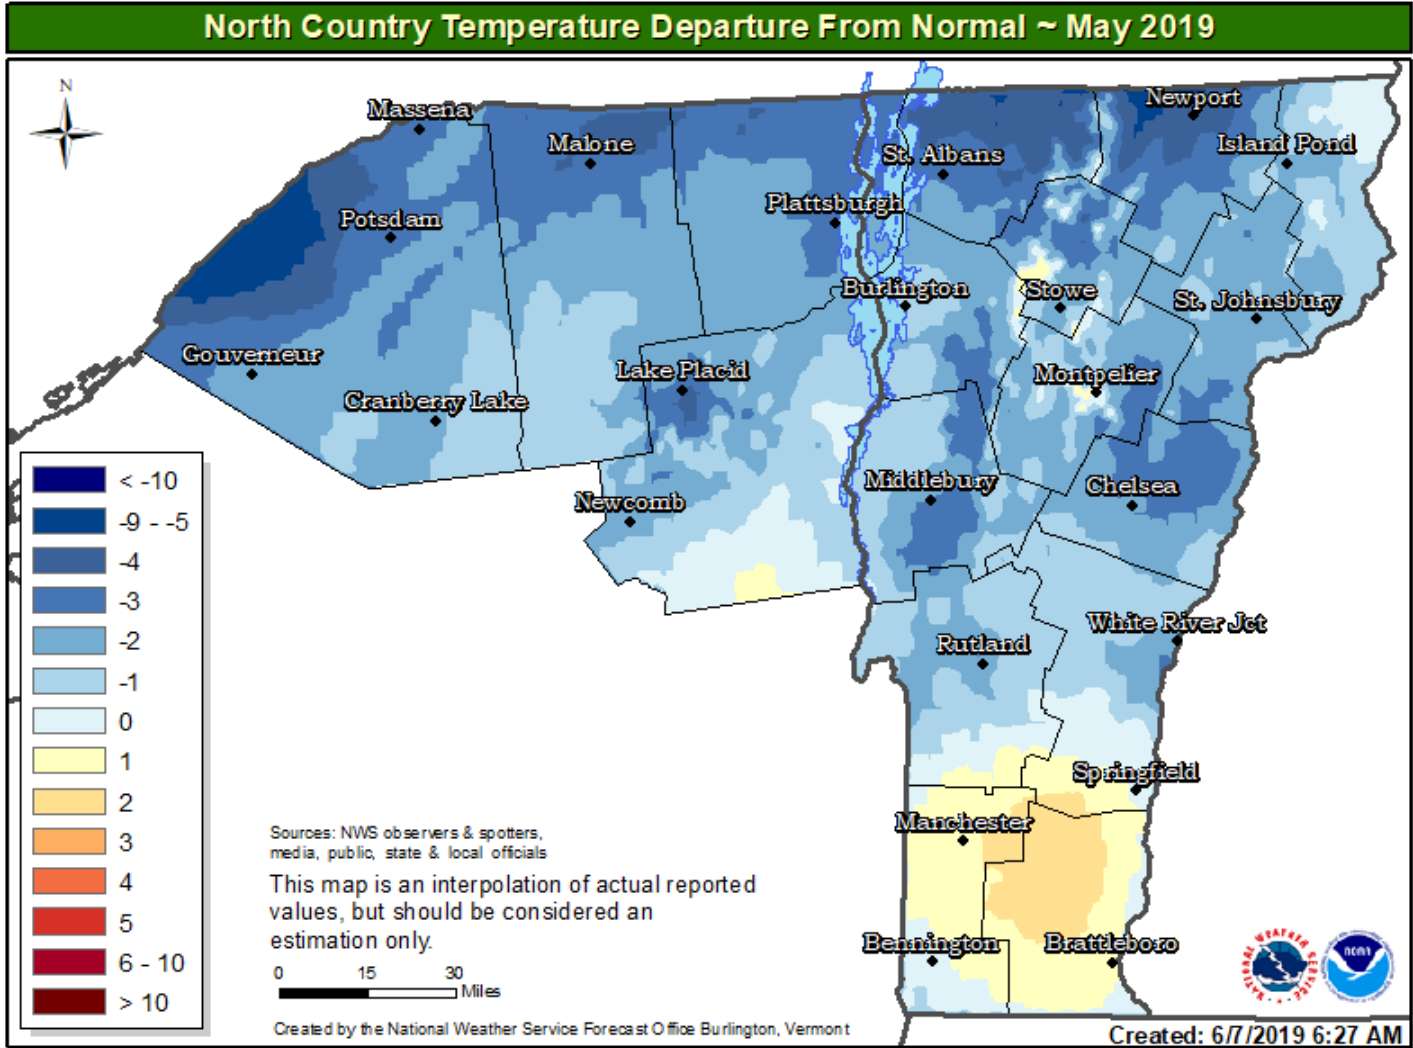 North Country Temperature Departure From Normal ~ May 2019
N
Massena
Malone
Newport
Island Pond
St. Albans
Potsdam
Plattsburgh
Burlington
Stowe
St. Johnsbury
Gouverneur
Lake Placid
Montpelier
Cranberry Lake
Middlebury
Chelsea
Newcomb
White River Jct
Rutland
Springfield
Manchester
Bennington
Brattleboro
< -10
-9 - -5
-4
-3
-2
-1
0
1
2
3
4
5
6 - 10
> 10
Sources: NWS observers & spotters,
media, public, state & local officials
This map is an interpolation of actual reported
values, but should be considered an
estimation only.
0 15 30
Miles
Created by the National Weather Service Forecast Office Burlington, Vermont
NATIONAL WEATHER SERVICE
noaa
Created: 6/7/2019 6:27 AM